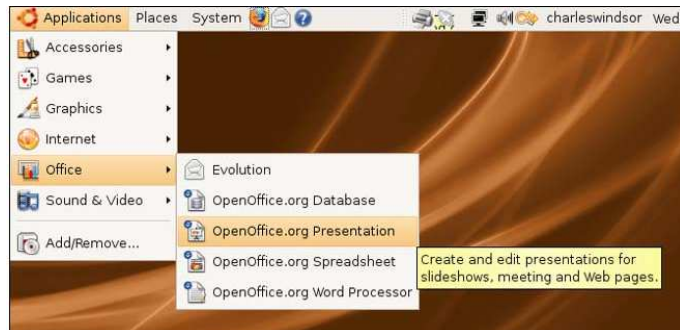 Applications Places System charleswindsor Wed
Accessories
Games
Graphics
Internet
Office
Sound & Video
Add/Remove...
Evolution
OpenOffice.org Database
OpenOffice.org Presentation
OpenOffice.org Spreadsheet
OpenOffice.org Word Processor
Create and edit presentations for
slideshows, meeting and Web pages.